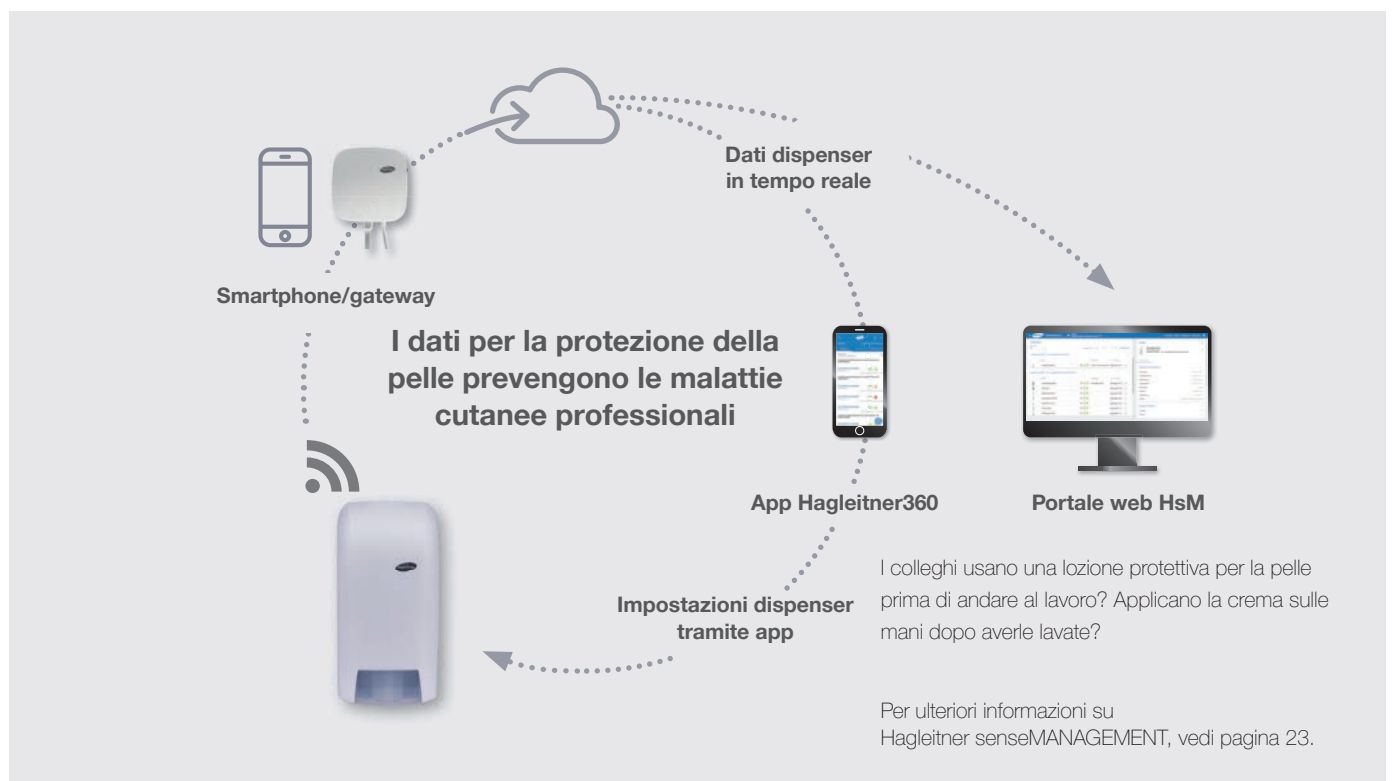 Dati dispenser
in tempo reale
Smartphone/gateway
I dati per la protezione della
pelle prevengono le malattie
cutanee professionali
App Hagleitner360
Portale web HsM
I colleghi usano una lozione protettiva per la pelle
prima di andare al lavoro? Applicano la crema sulle
mani dopo averle lavate?
Impostazioni dispenser
tramite app
Per ulteriori informazioni su
Hagleitner senseMANAGEMENT, vedi pagina 23.